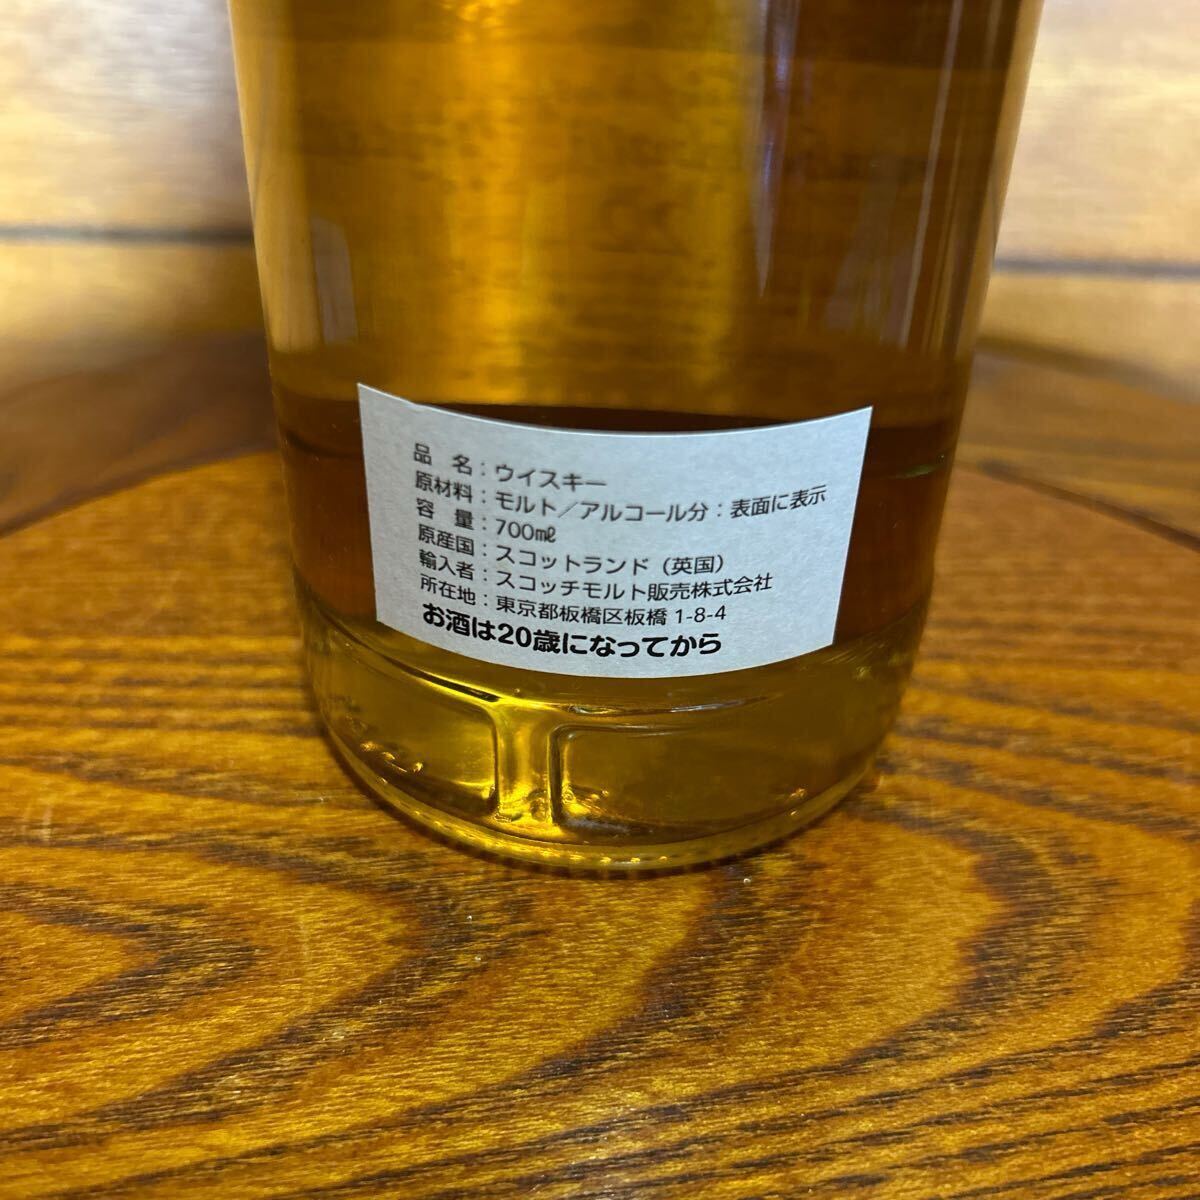 品　名：ウイスキー
原材料：モルト／アルコール分：表面に表示
容　量：700㎖
原産国：スコットランド（英国）
輸入者：スコッチモルト販売株式会社
所在地：東京都板橋区板橋 1-8-4
お酒は20歳になってから